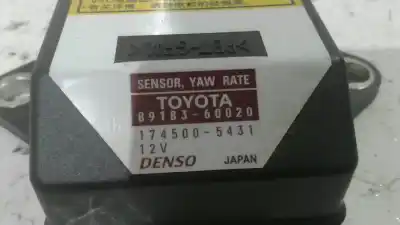 SENSOR, YAW RATE
TOYOTA
89183-60020
174500-5431
12V
DENSO JAPAN